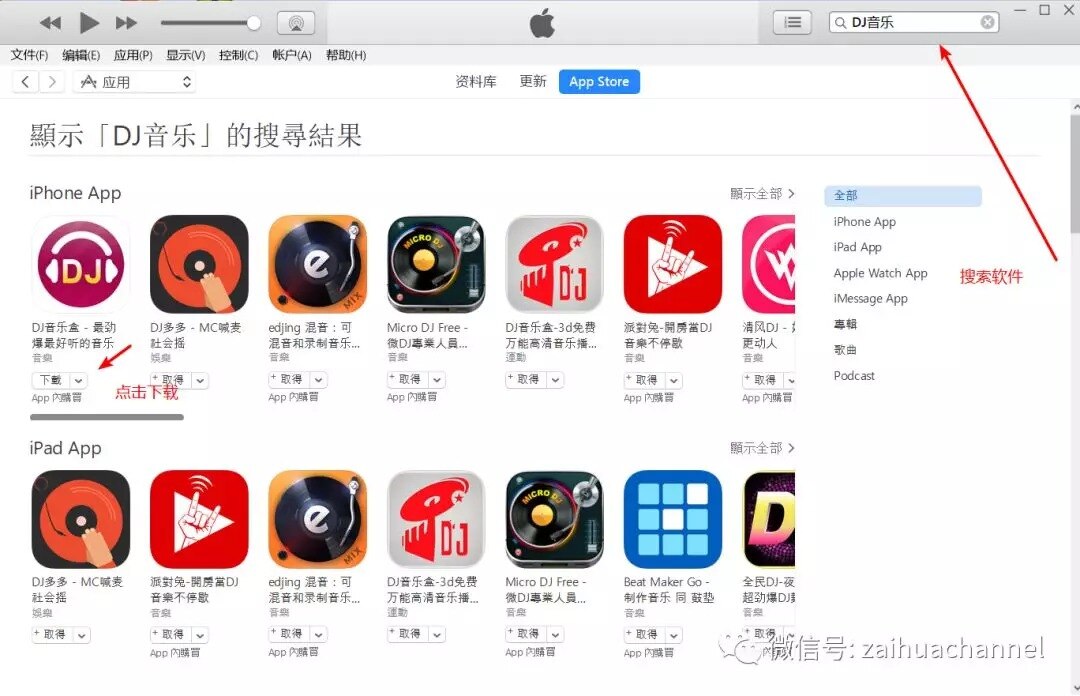 DJ音乐
文件(F) 编辑(E) 应用(P) 显示(V) 控制(C) 帐户(A) 帮助(H)
应用
资料库 更新 App Store
顯示「DJ音乐」的搜尋結果
iPhone App
顯示全部
DJ
MIX
MICRO DJ
DJ
DJ音乐盒 - 最劲
爆最好听的音乐
音樂
下載
App 內購買
DJ多多 - MC喊麦
社会摇
娛樂
取得
edjing 混音：可
混音和录制音乐...
音樂
取得
App 內購買
Micro DJ Free -
微DJ專業人員...
音樂
取得
App 內購買
DJ音乐盒-3d免费
万能高清音乐播...
運動
取得
派對兔-開房當DJ
音樂不停歇
音樂
取得
App 內購買
清风DJ -
更动人
音樂
取得
App 內購買
点击下载
全部
iPhone App
iPad App
Apple Watch App
iMessage App
專輯
歌曲
Podcast
搜索软件
iPad App
顯示全部
MIX
DJ
MICRO DJ
DJ多多 - MC喊麦
社会摇
娛樂
取得
派對兔-開房當DJ
音樂不停歇
音樂
取得
App 內購買
edjing 混音：可
混音和录制音乐...
音樂
取得
App 內購買
DJ音乐盒-3d免费
万能高清音乐播...
運動
取得
Micro DJ Free -
微DJ專業人員...
音樂
取得
App 內購買
Beat Maker Go -
制作音乐 同 鼓垫
音樂
取得
App 內購買
全民DJ-夜
超劲爆DJ
音樂
取得
微信号: zaihuachannel